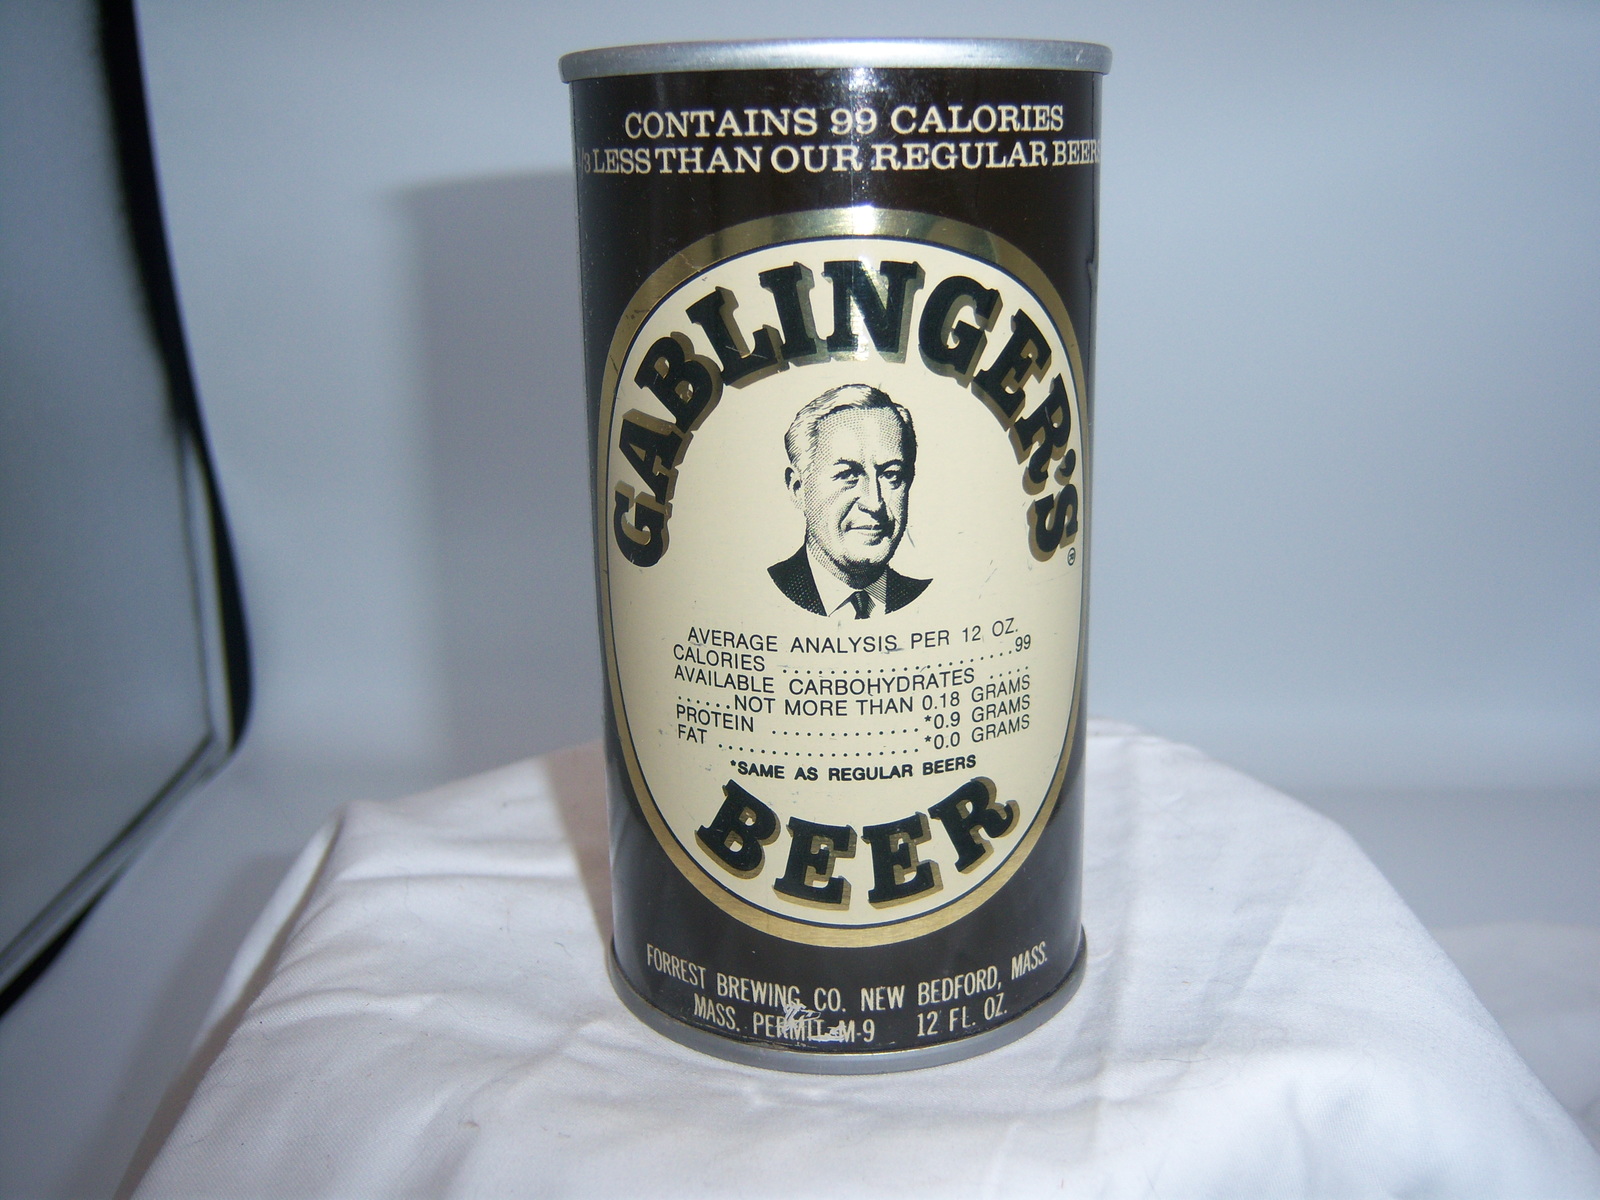 CONTAINS 99 CALORIES
1/3 LESS THAN OUR REGULAR BEER
GABLINGER'S
®
AVERAGE ANALYSIS PER 12 OZ.
CALORIES .....................99
AVAILABLE CARBOHYDRATES .....
......NOT MORE THAN 0.18 GRAMS
PROTEIN ..............*0.9 GRAMS
FAT ....................*0.0 GRAMS
*SAME AS REGULAR BEERS
BEER
FORREST BREWING CO. NEW BEDFORD, MASS.
MASS. PERMIT-M-9 12 FL. OZ.